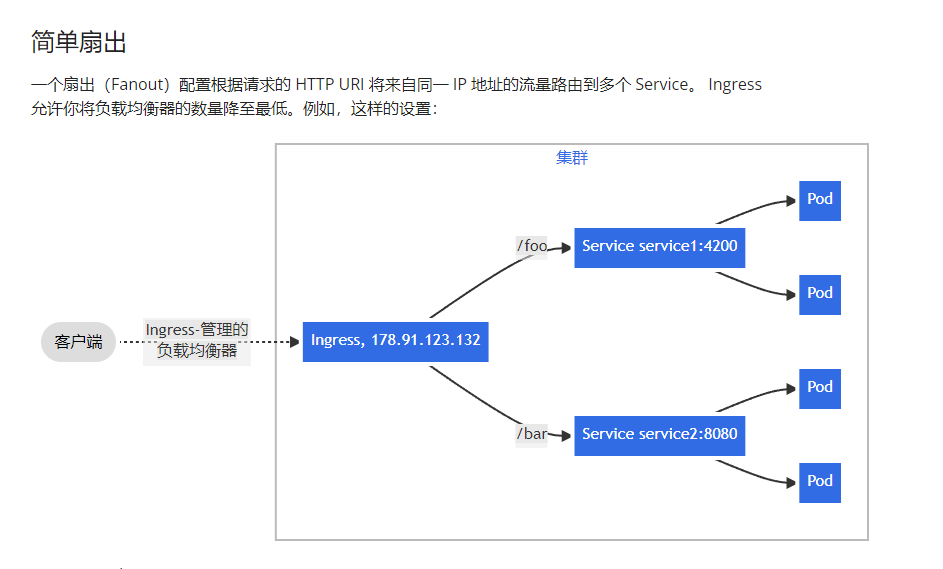 简单扇出
一个扇出（Fanout）配置根据请求的 HTTP URI 将来自同一 IP 地址的流量路由到多个 Service。 Ingress
允许你将负载均衡器的数量降至最低。例如，这样的设置：
集群
Pod
/foo
Service service1:4200
Pod
客户端
Ingress-管理的
负载均衡器
Ingress, 178.91.123.132
Pod
/bar
Service service2:8080
Pod